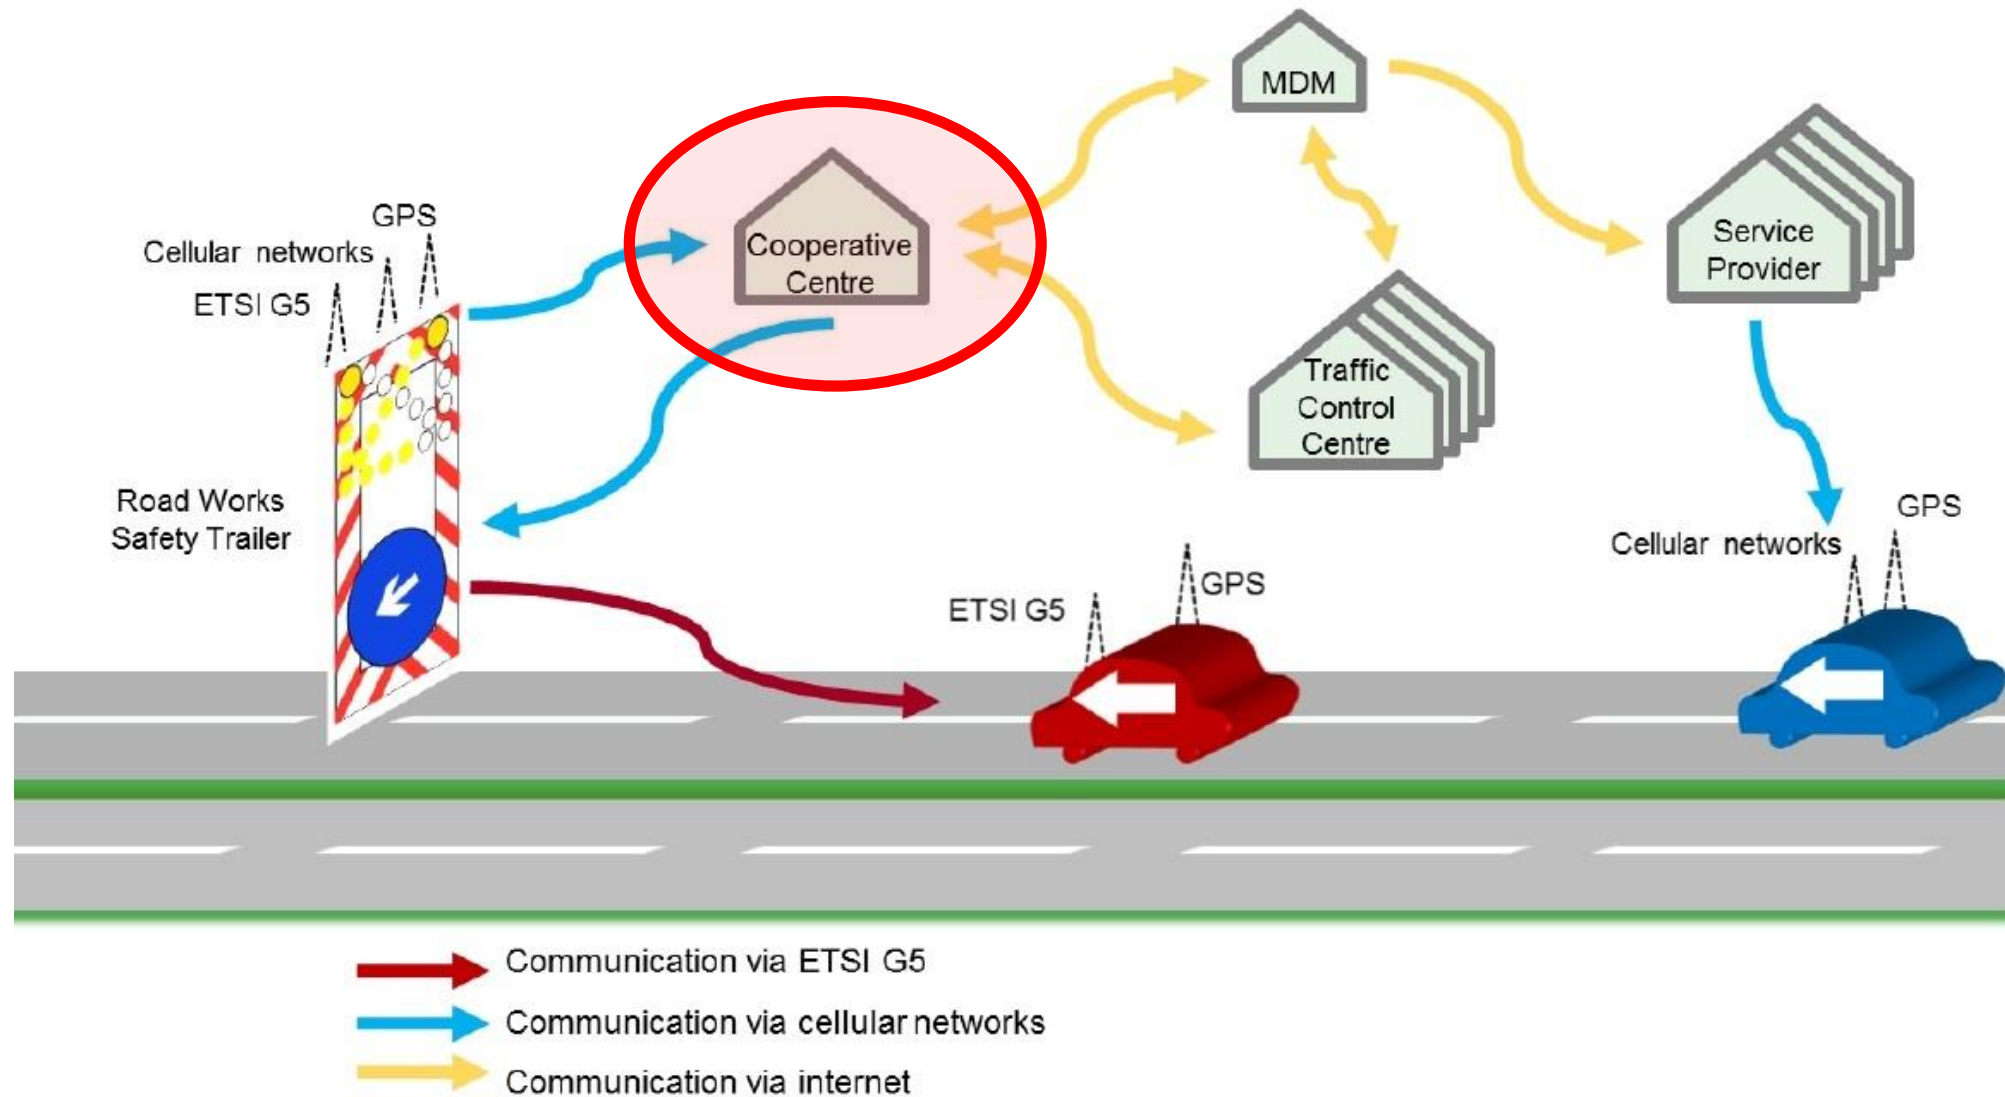 MDM
GPS
Cellular networks
ETSI G5
Cooperative
Centre
Service
Provider
Traffic
Control
Centre
Road Works
Safety Trailer
GPS
Cellular networks
GPS
ETSI G5
Communication via ETSI G5
Communication via cellular networks
Communication via internet